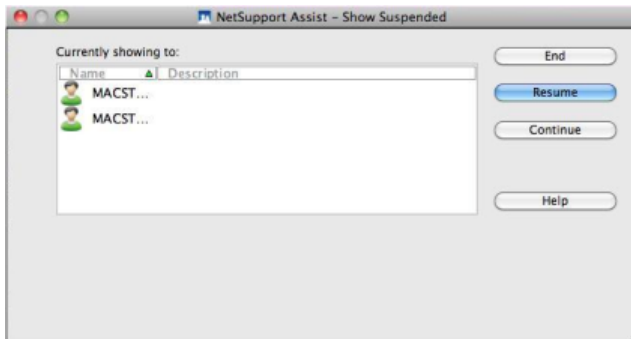 NetSupport Assist – Show Suspended
Currently showing to:
Name Description
MACST...
MACST...
End
Resume
Continue
Help